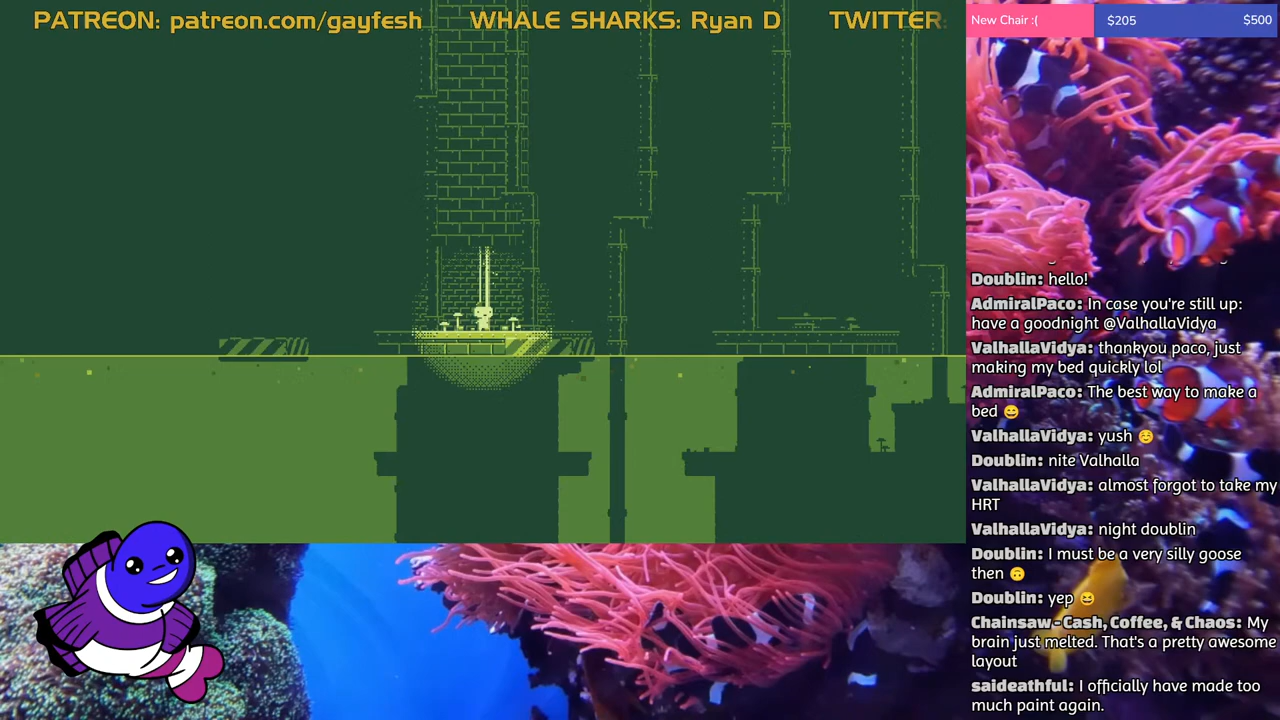 PATREON: patreon.com/gayfesh WHALE SHARKS: Ryan D TWITTER:
New Chair :( $205 $500
Doublin: hello!
AdmiralPaco: In case you're still up:
have a goodnight @ValhallaVidya
ValhallaVidya: thankyou paco, just
making my bed quickly lol
AdmiralPaco: The best way to make a
bed 😄
ValhallaVidya: yush ☺️
Doublin: nite Valhalla
ValhallaVidya: almost forgot to take my
HRT
ValhallaVidya: night doublin
Doublin: I must be a very silly goose
then 🙃
Doublin: yep 😆
Chainsaw - Cash, Coffee, & Chaos: My
brain just melted. That's a pretty awesome
layout
saideathful: I officially have made too
much paint again.